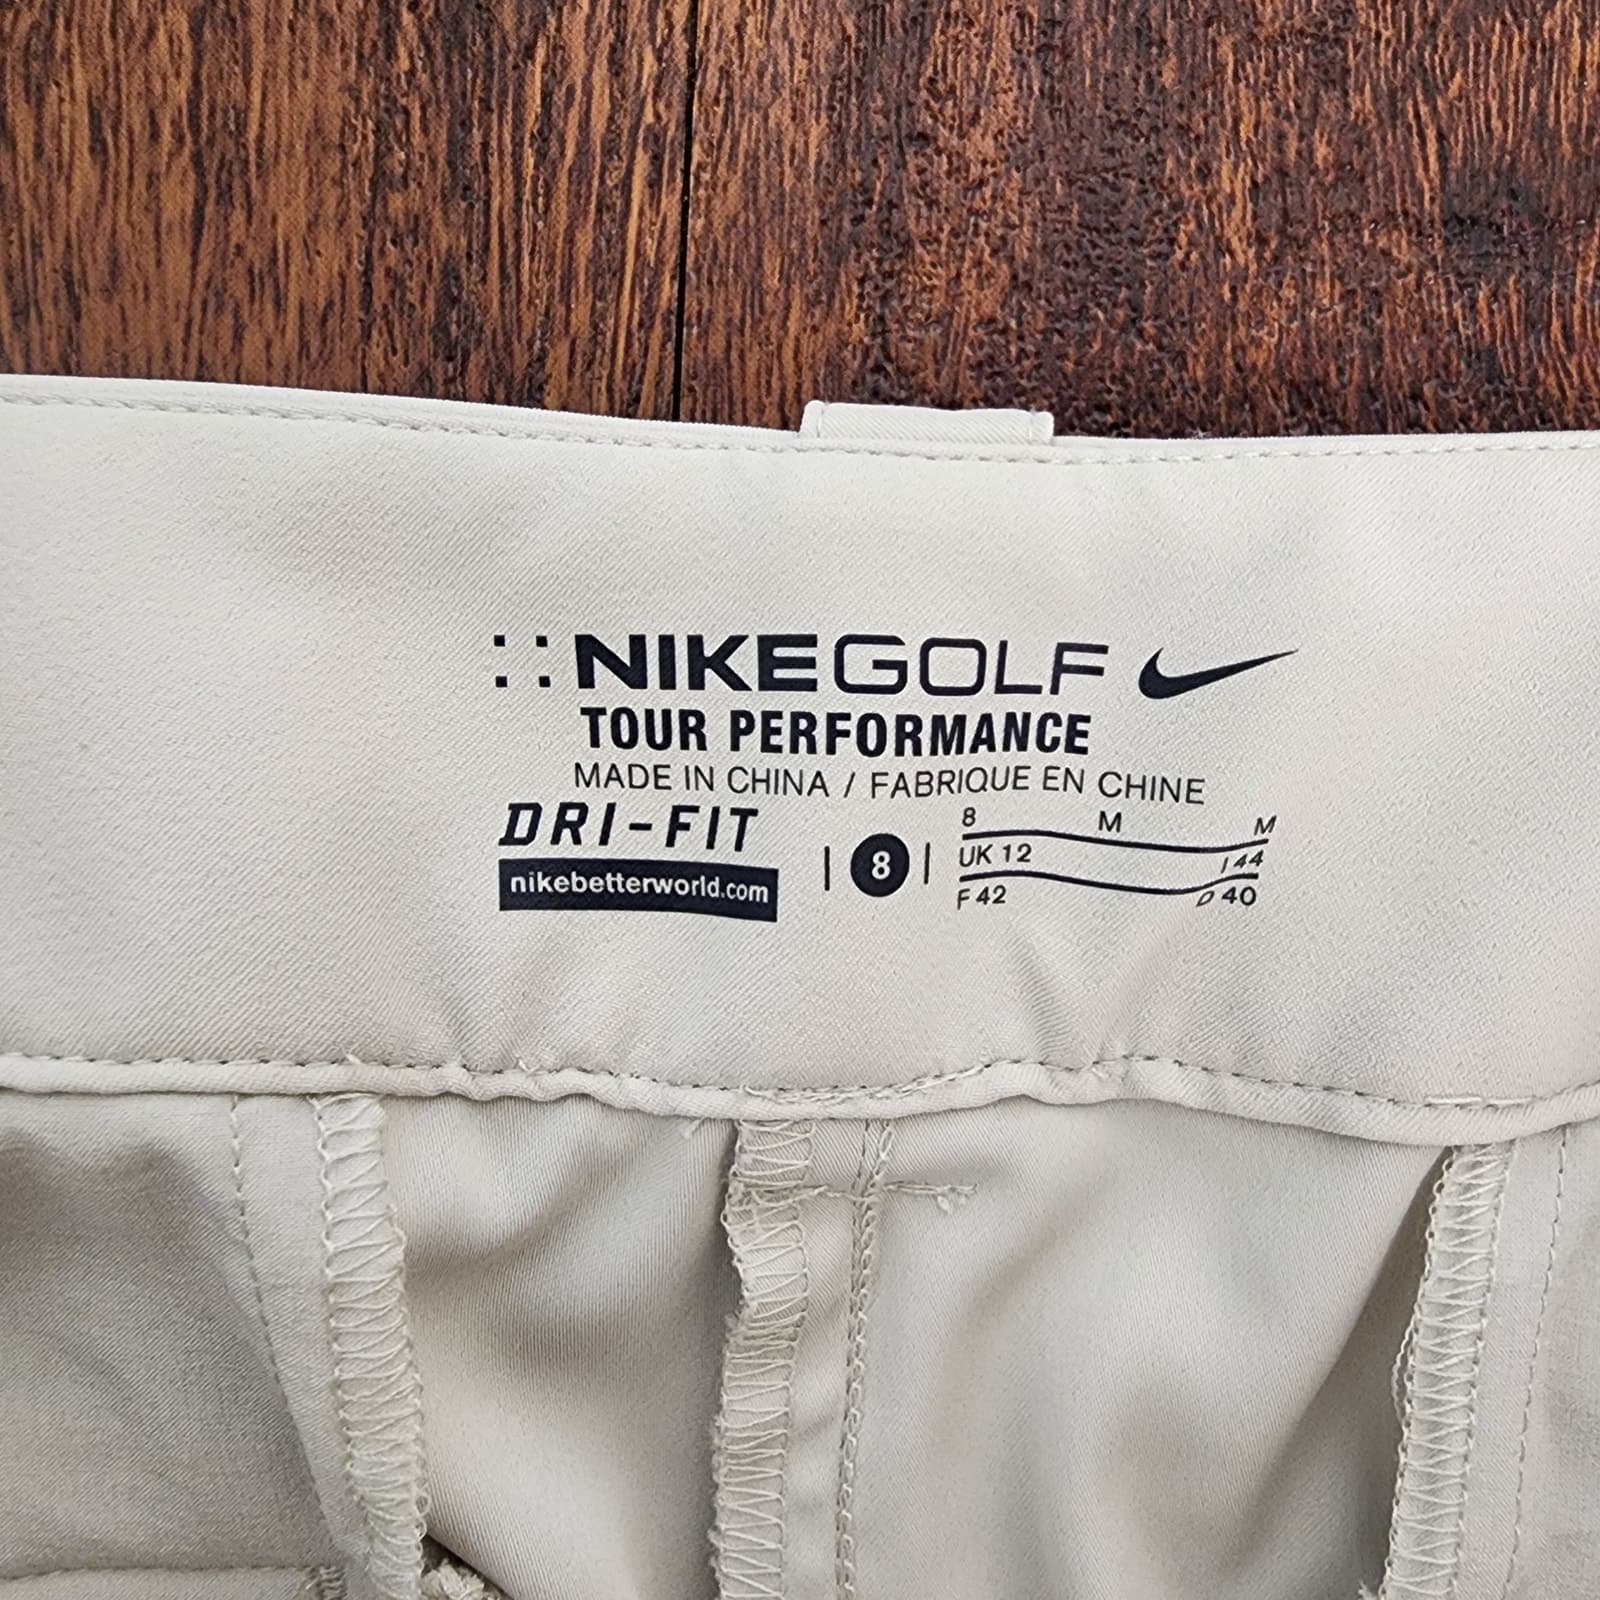 NIKEGOLF
TOUR PERFORMANCE
MADE IN CHINA / FABRIQUE EN CHINE
DRI-FIT
nikebetterworld.com
| 8 |
8 M M
UK 12 I 44
F 42 D 40